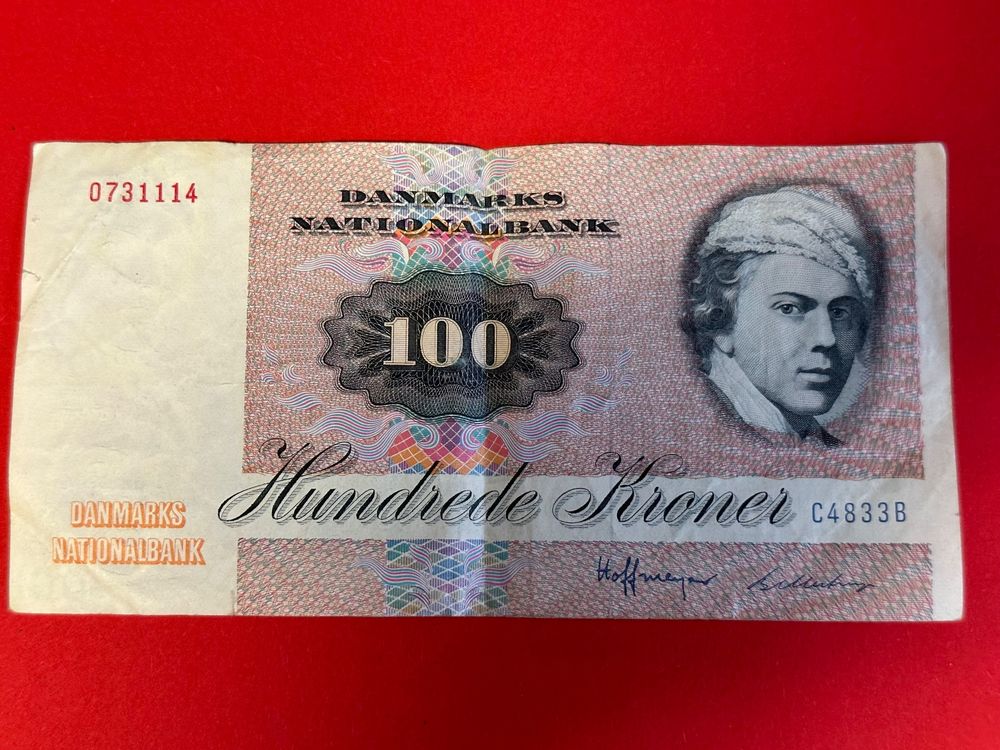 0731114
DANMARKS
NATIONALBANK
100
Hundrede Kroner
C4833B
DANMARKS
NATIONALBANK
Hoffmeyer